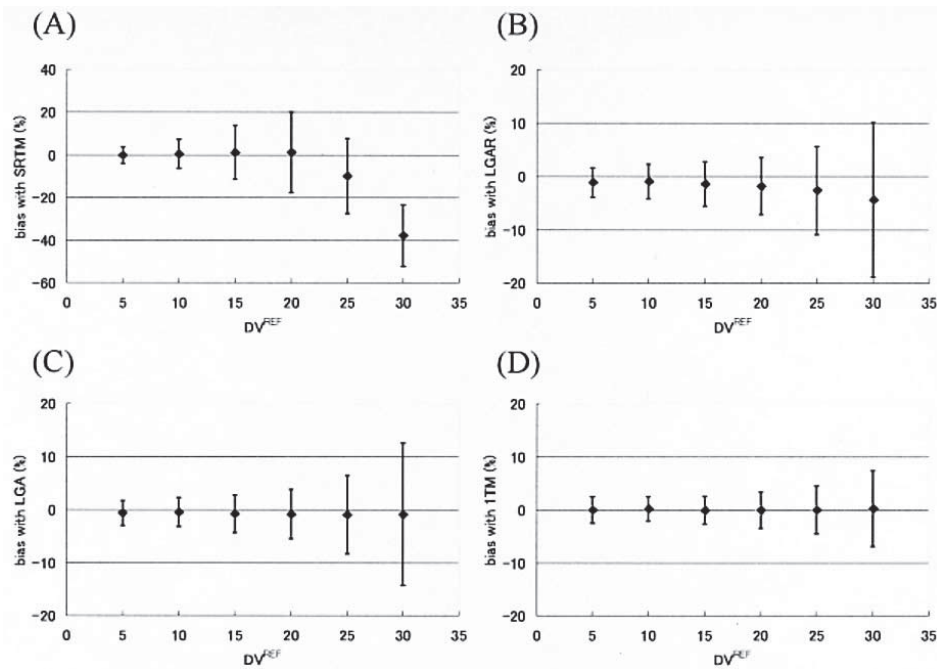 (A)
(B)
40
20
0
−20
−40
−60
bias with SRTM (%)
0 5 10 15 20 25 30 35
DV^REF
20
10
0
−10
−20
bias with LGAR (%)
0 5 10 15 20 25 30 35
DV^REF
(C)
(D)
20
10
0
−10
−20
bias with LGA (%)
0 5 10 15 20 25 30 35
DV^REF
20
10
0
−10
−20
bias with 1TM (%)
0 5 10 15 20 25 30 35
DV^REF